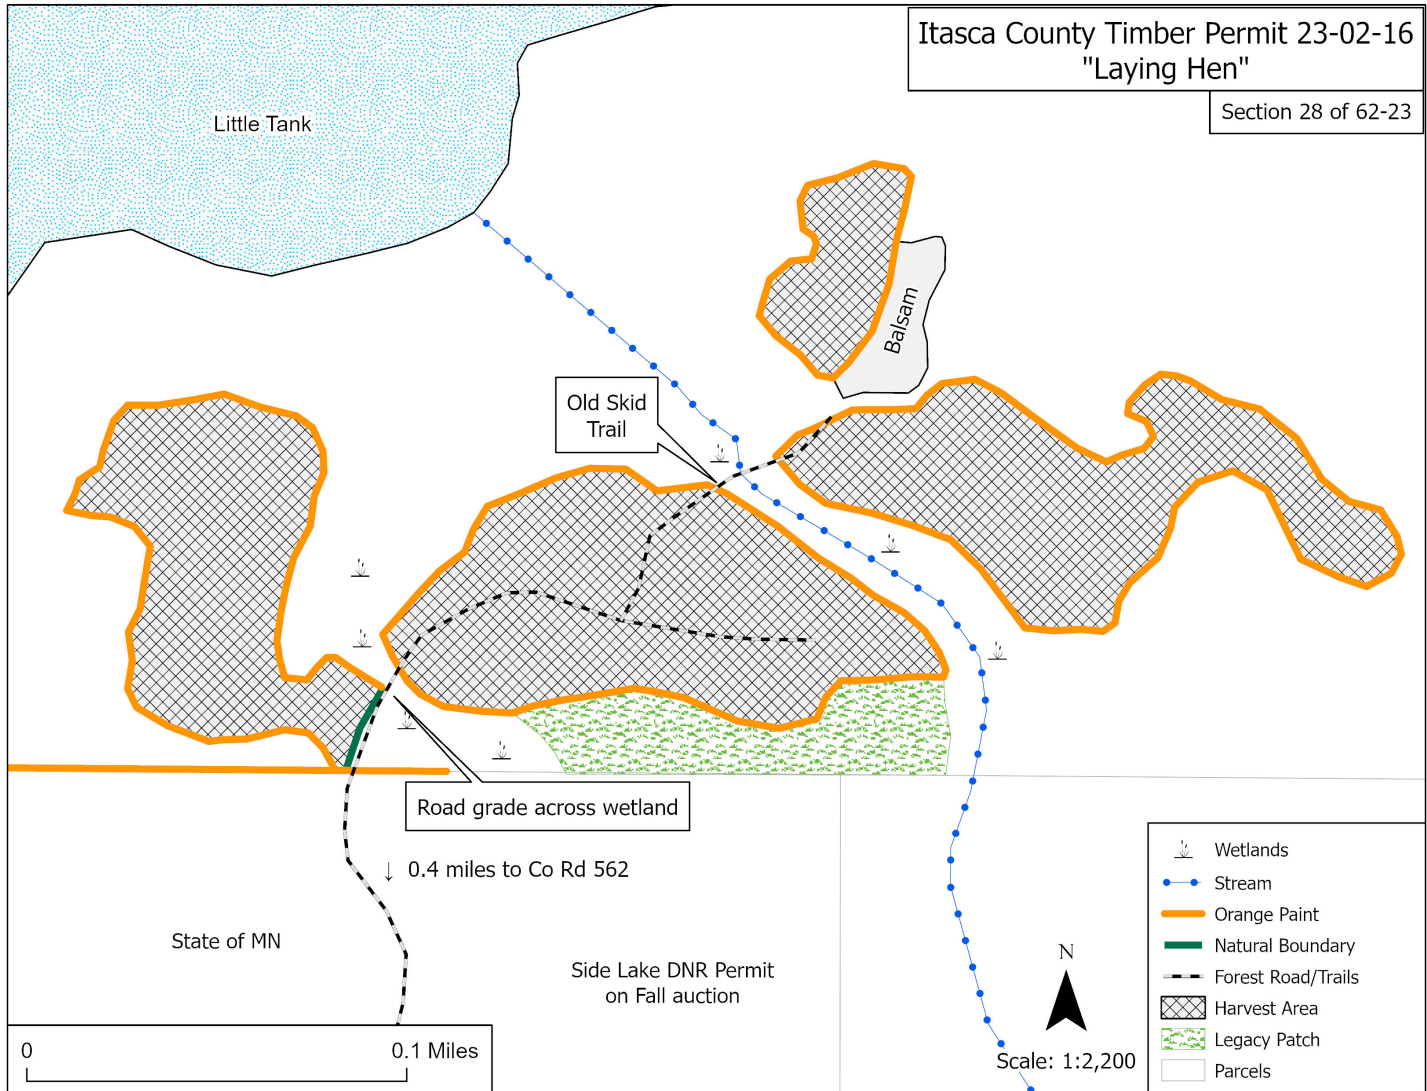 Itasca County Timber Permit 23-02-16
"Laying Hen"
Section 28 of 62-23
Little Tank
Balsam
Old Skid
Trail
Road grade across wetland
↓ 0.4 miles to Co Rd 562
State of MN
Side Lake DNR Permit
on Fall auction
N
Scale: 1:2,200
0
0.1 Miles
Wetlands
Stream
Orange Paint
Natural Boundary
Forest Road/Trails
Harvest Area
Legacy Patch
Parcels